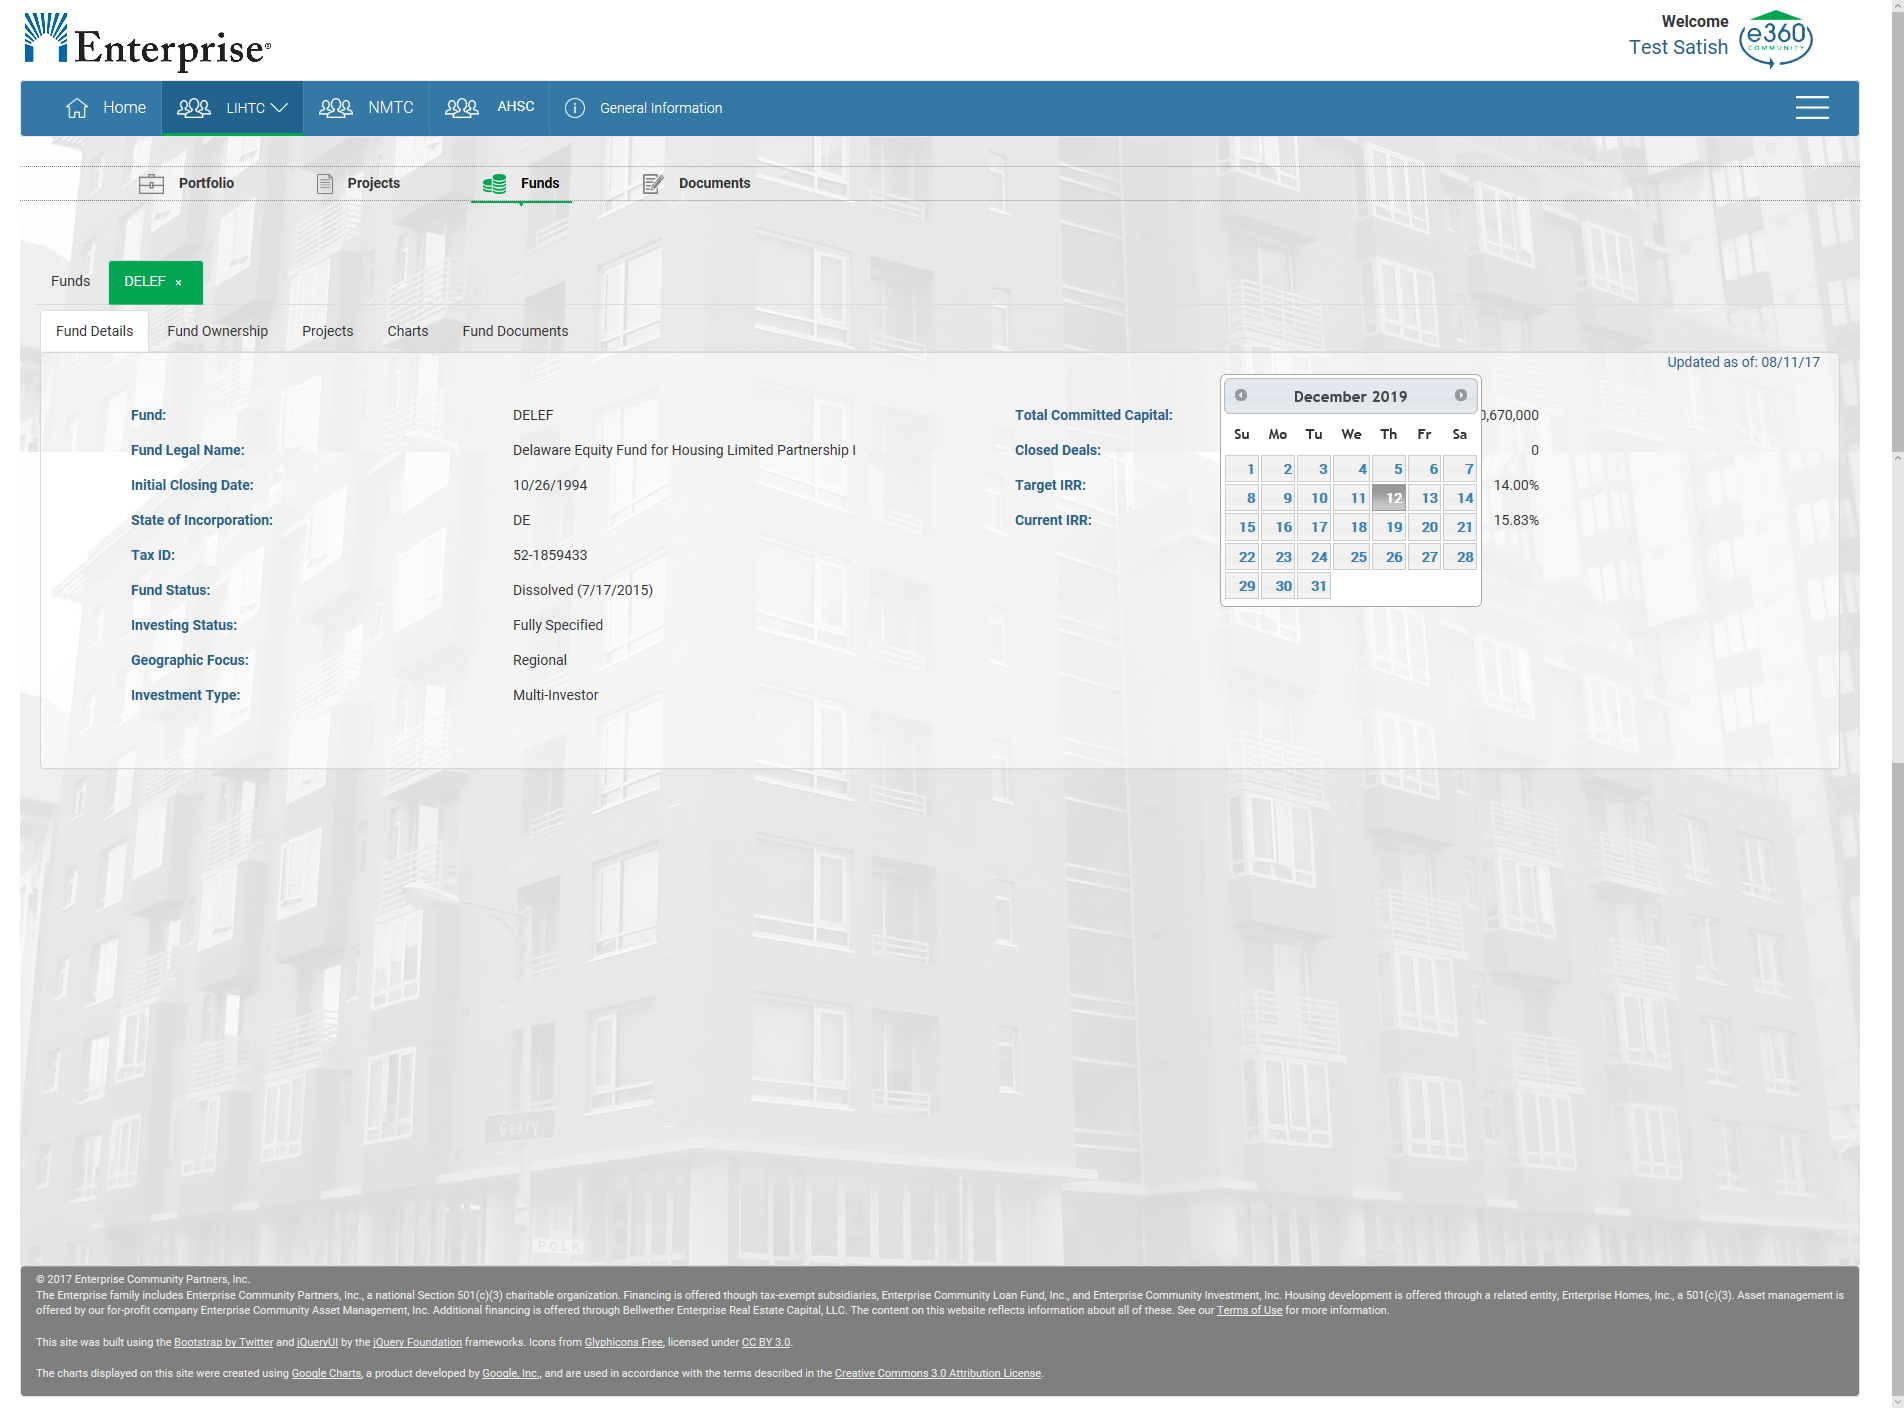 Enterprise®
Welcome
Test Satish
e360
COMMUNITY
Home
LIHTC
NMTC
AHSC
General Information
Portfolio
Projects
Funds
Documents
Funds
DELEF ×
Fund Details
Fund Ownership
Projects
Charts
Fund Documents
Updated as of: 08/11/17
Fund: DELEF
Fund Legal Name: Delaware Equity Fund for Housing Limited Partnership I
Initial Closing Date: 10/26/1994
State of Incorporation: DE
Tax ID: 52-1859433
Fund Status: Dissolved (7/17/2015)
Investing Status: Fully Specified
Geographic Focus: Regional
Investment Type: Multi-Investor
Total Committed Capital: 0,670,000
Closed Deals: 0
Target IRR: 14.00%
Current IRR: 15.83%
December 2019
Su Mo Tu We Th Fr Sa
1 2 3 4 5 6 7
8 9 10 11 12 13 14
15 16 17 18 19 20 21
22 23 24 25 26 27 28
29 30 31
Geary
POLK
© 2017 Enterprise Community Partners, Inc.
The Enterprise family includes Enterprise Community Partners, Inc., a national Section 501(c)(3) charitable organization. Financing is offered though tax-exempt subsidiaries, Enterprise Community Loan Fund, Inc., and Enterprise Community Investment, Inc. Housing development is offered through a related entity, Enterprise Homes, Inc., a 501(c)(3). Asset management is
offered by our for-profit company Enterprise Community Asset Management, Inc. Additional financing is offered through Bellwether Enterprise Real Estate Capital, LLC. The content on this website reflects information about all of these. See our Terms of Use for more information.
This site was built using the Bootstrap by Twitter and jQueryUI by the jQuery Foundation frameworks. Icons from Glyphicons Free, licensed under CC BY 3.0.
The charts displayed on this site were created using Google Charts, a product developed by Google, Inc., and are used in accordance with the terms described in the Creative Commons 3.0 Attribution License.